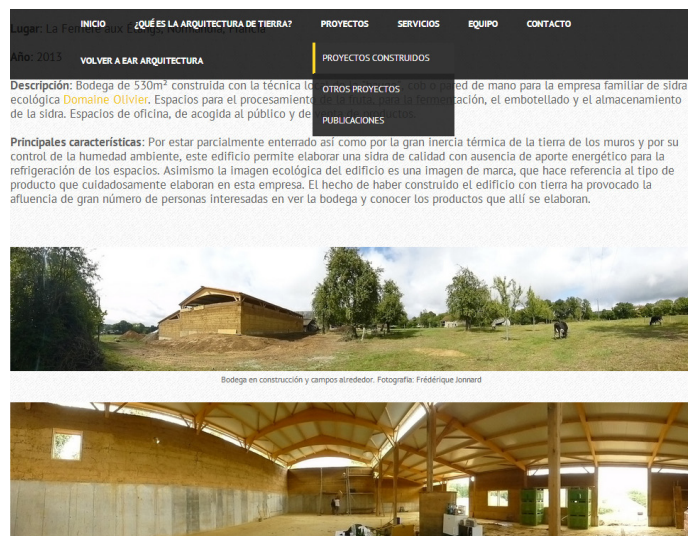 INICIO ¿QUÉ ES LA ARQUITECTURA DE TIERRA? PROYECTOS SERVICIOS EQUIPO CONTACTO
Lugar: La Ferrière aux Étangs, Normandia, Francia
VOLVER A EAR ARQUITECTURA
Año: 2013
PROYECTOS CONSTRUIDOS
OTROS PROYECTOS
PUBLICACIONES
Descripción: Bodega de 530m² construida con la técnica cob o pared de mano para la empresa familiar de sidra
ecológica Domaine Olivier. Espacios para el procesamiento de la fruta, para la fermentación, el embotellado y el almacenamiento
de la sidra. Espacios de oficina, de acogida al público y de venta de productos.
Principales características: Por estar parcialmente enterrado así como por la gran inercia térmica de la tierra de los muros y por su
control de la humedad ambiente, este edificio permite elaborar una sidra de calidad con ausencia de aporte energético para la
refrigeración de los espacios. Asimismo la imagen ecológica del edificio es una imagen de marca, que hace referencia al tipo de
producto que cuidadosamente elaboran en esta empresa. El hecho de haber construido el edificio con tierra ha provocado la
afluencia de gran número de personas interesadas en ver la bodega y conocer los productos que allí se elaboran.
Bodega en construcción y campos alrededor. Fotografía: Frédérique Jonnard